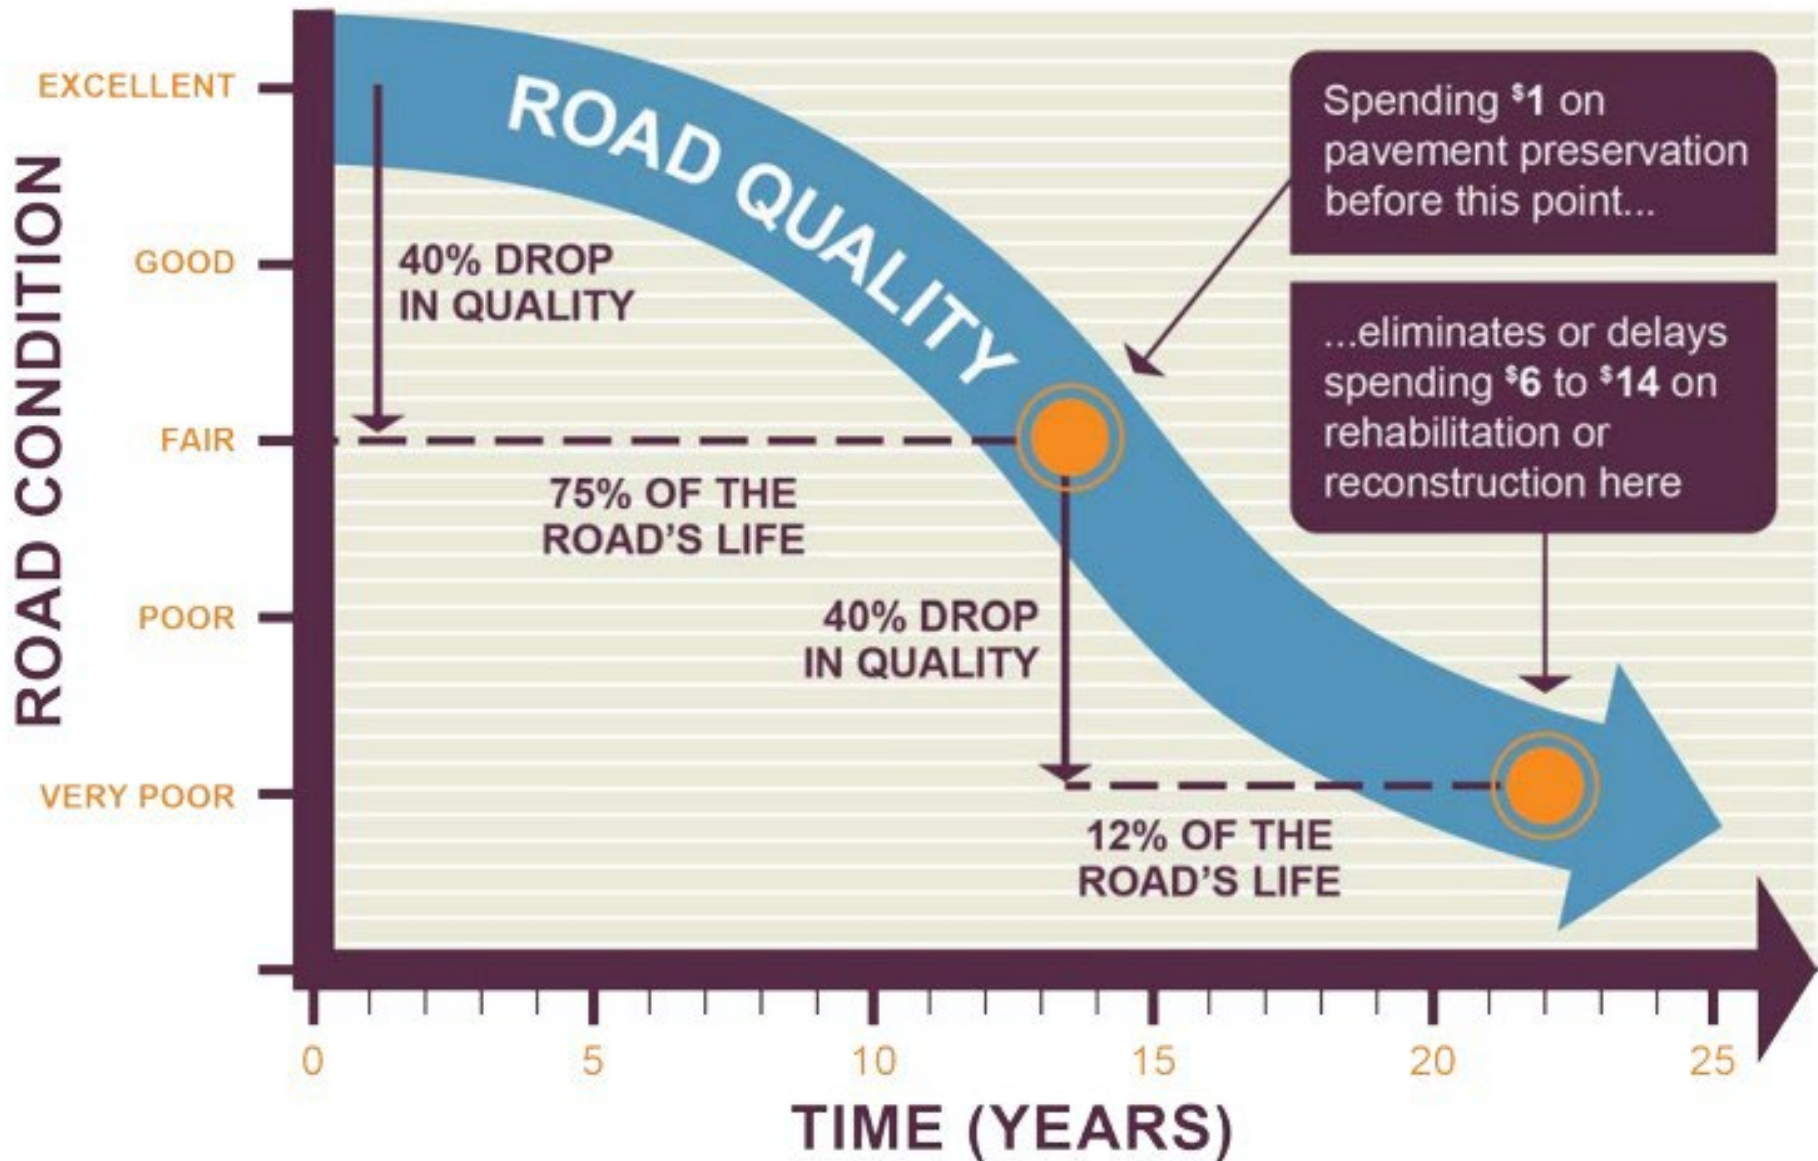 ROAD CONDITION
EXCELLENT
GOOD
FAIR
POOR
VERY POOR
ROAD QUALITY
40% DROP
IN QUALITY
75% OF THE
ROAD'S LIFE
40% DROP
IN QUALITY
12% OF THE
ROAD'S LIFE
Spending $1 on
pavement preservation
before this point...
...eliminates or delays
spending $6 to $14 on
rehabilitation or
reconstruction here
0 5 10 15 20 25
TIME (YEARS)